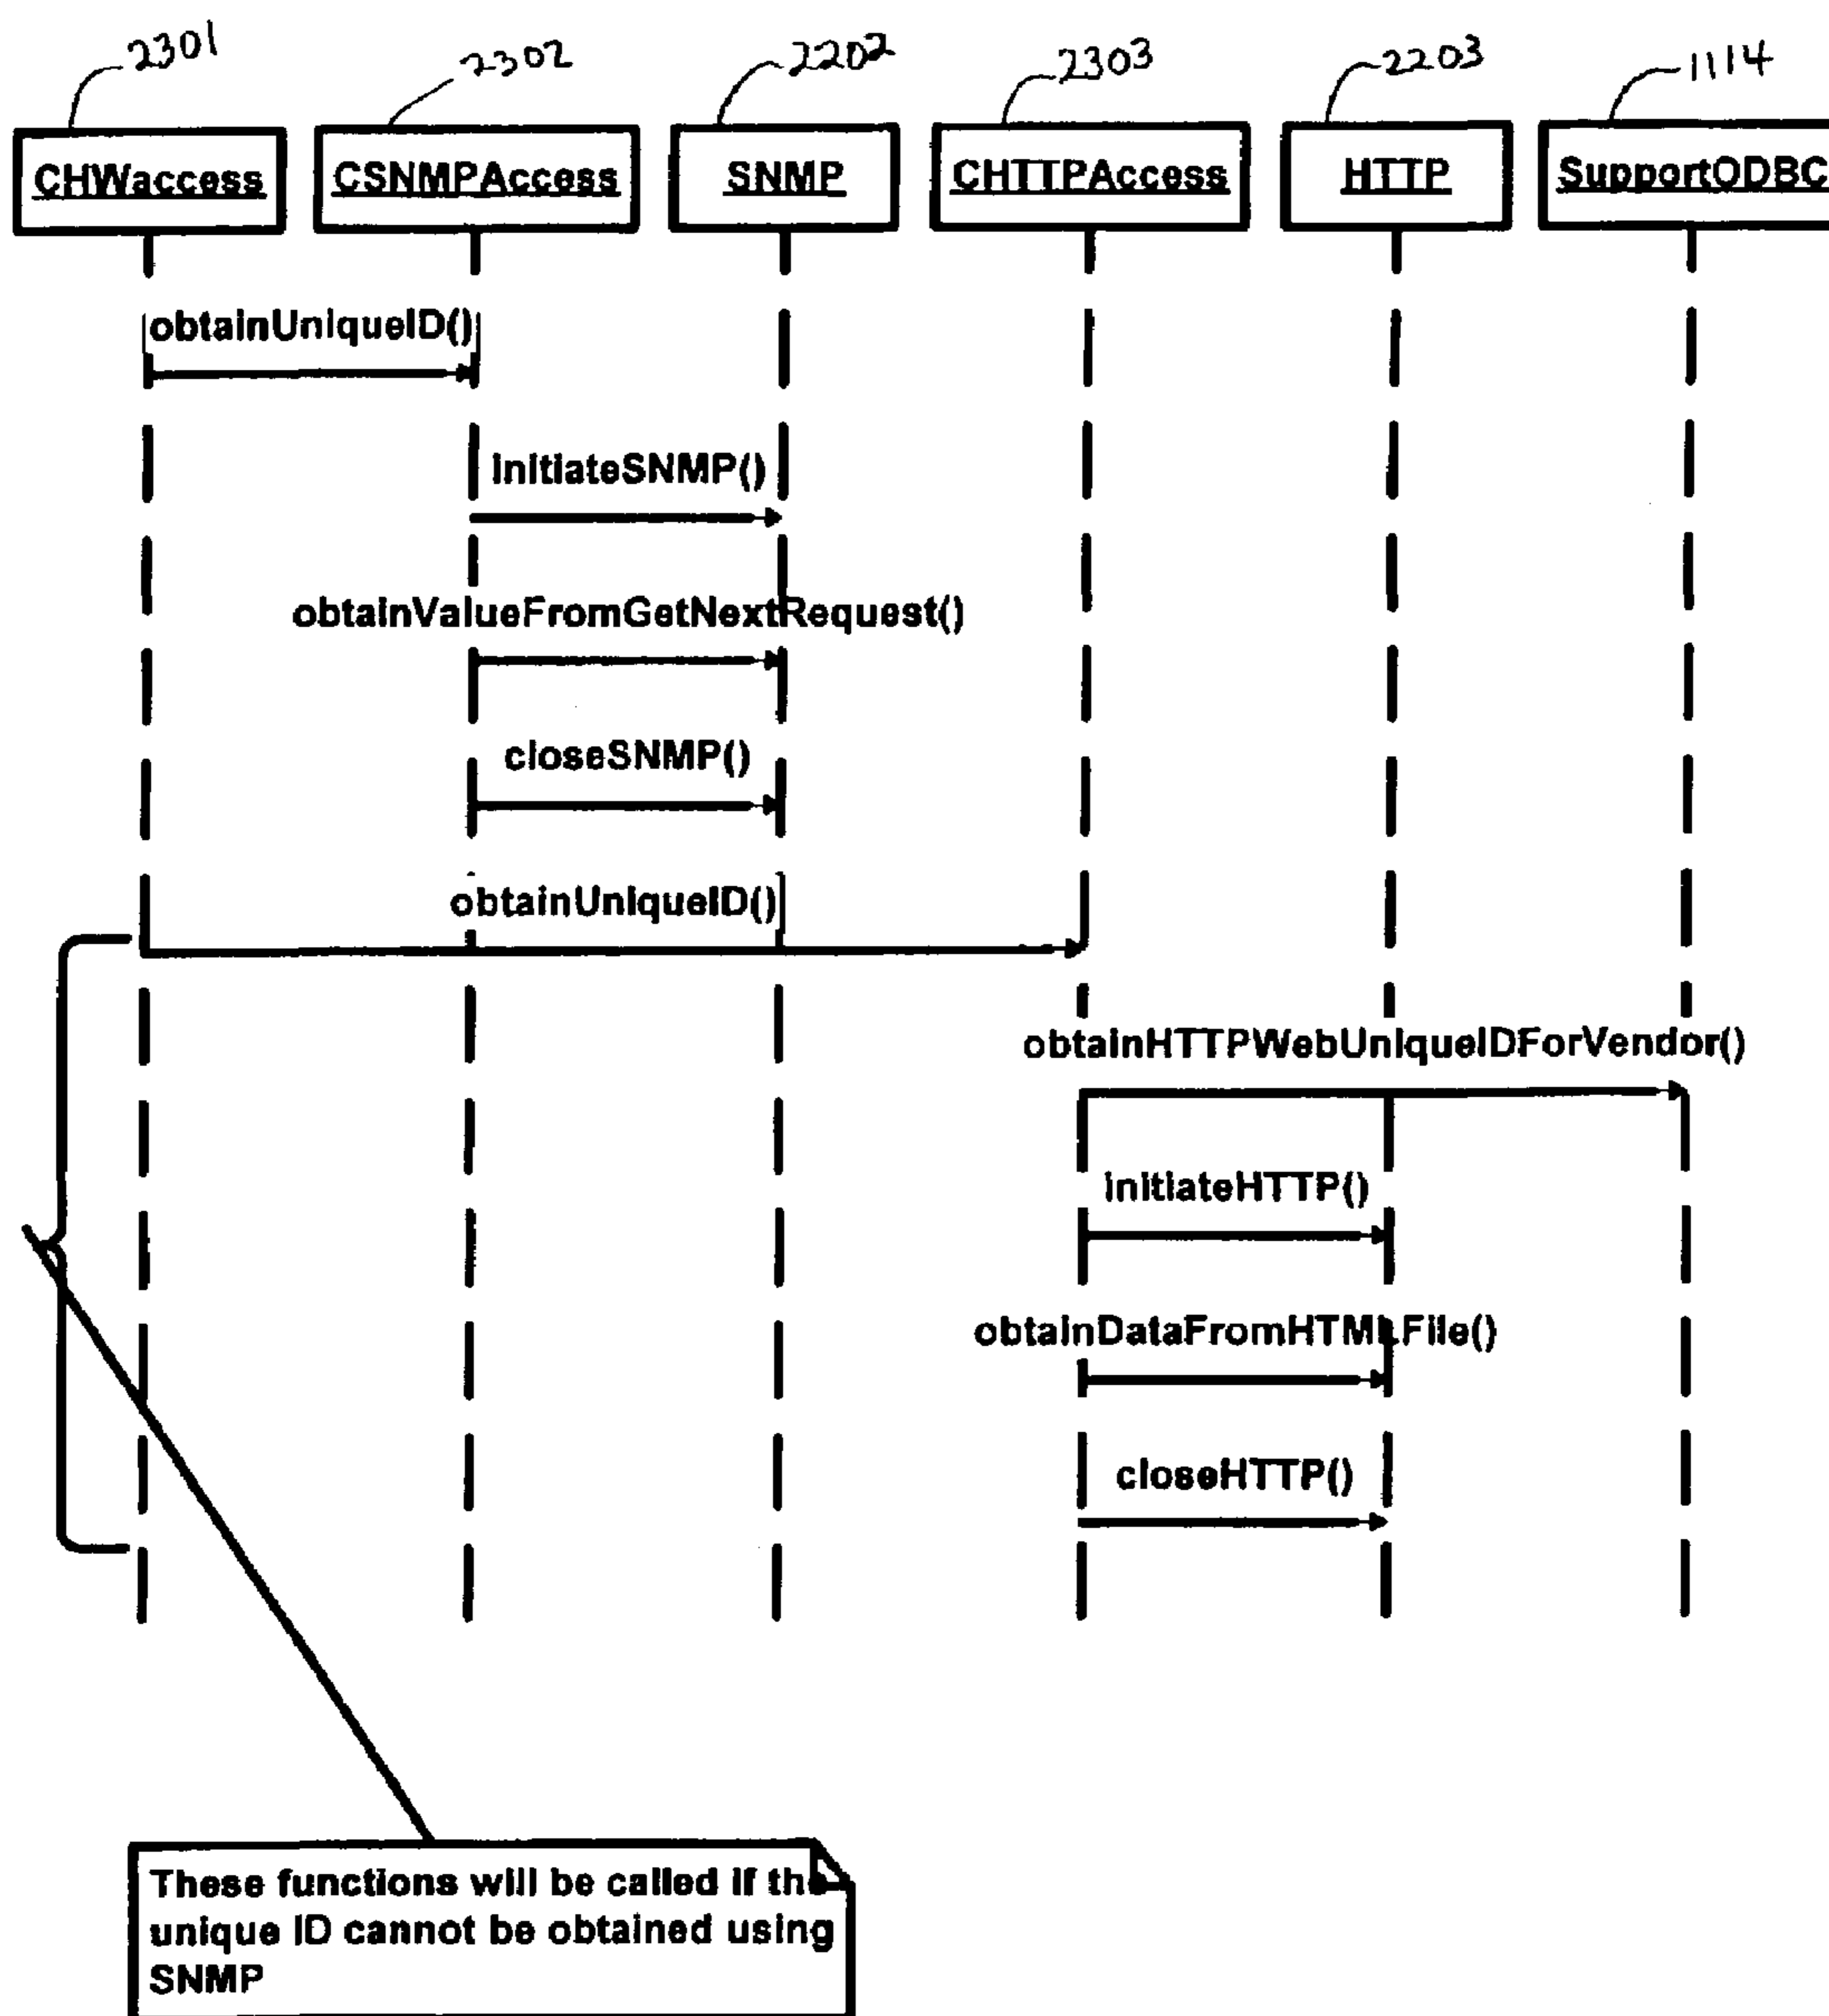 2301 2302 2202 2303 2203 1114
CHWaccess CSNMPAccess SNMP CHTTPAccess HTTP SupportODBC
obtainUniqueID()
initiateSNMP()
obtainValueFromGetNextRequest()
closeSNMP()
obtainUniqueID()
obtainHTTPWebUniqueIDForVendor()
initiateHTTP()
obtainDataFromHTMLFile()
closeHTTP()
These functions will be called if the
unique ID cannot be obtained using
SNMP